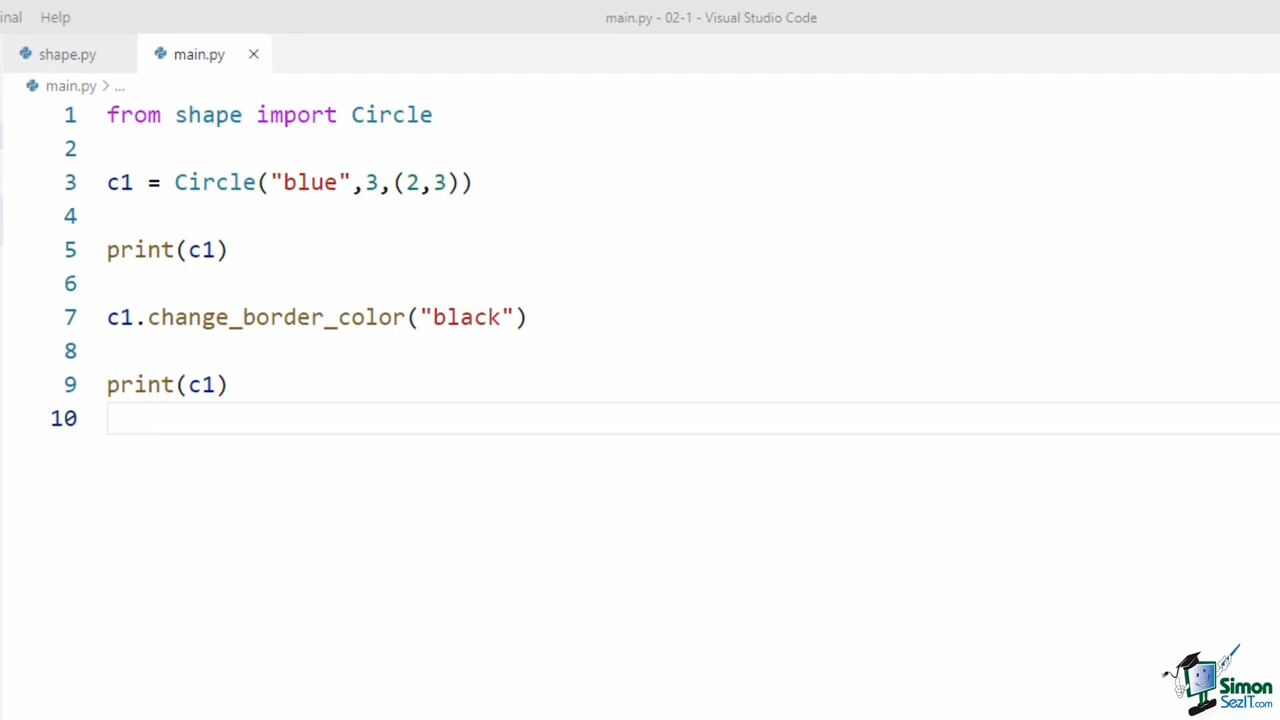 inal Help main.py - 02-1 - Visual Studio Code
shape.py main.py
main.py > ...
1 from shape import Circle
2
3 c1 = Circle("blue",3,(2,3))
4
5 print(c1)
6
7 c1.change_border_color("black")
8
9 print(c1)
10
Simon
SezIT.com